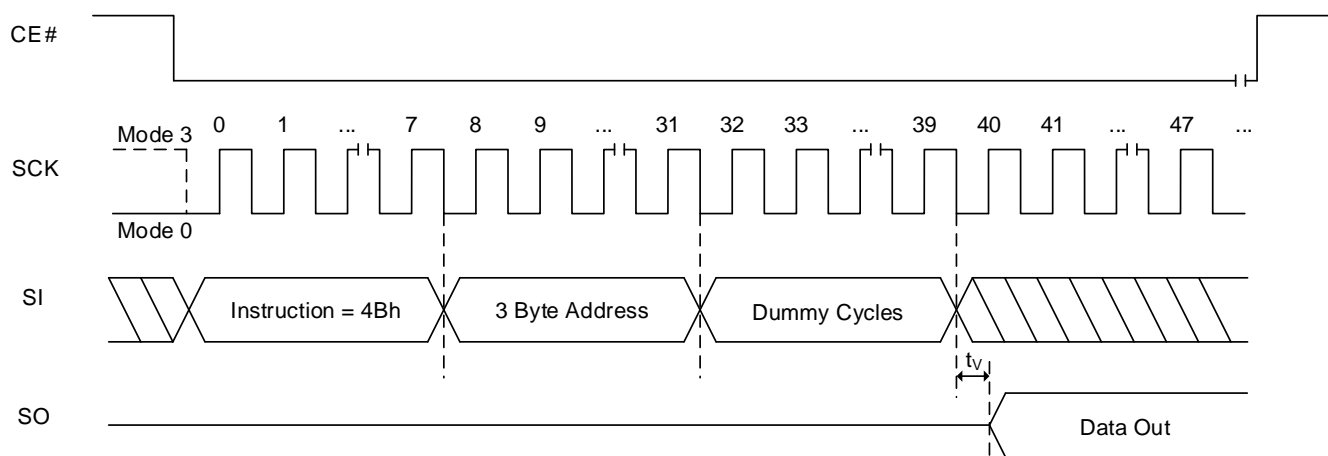 CE#
Mode 3
0 1 ... 7 8 9 ... 31 32 33 ... 39 40 41 ... 47 ...
SCK
Mode 0
SI
Instruction = 4Bh
3 Byte Address
Dummy Cycles
tV
SO
Data Out